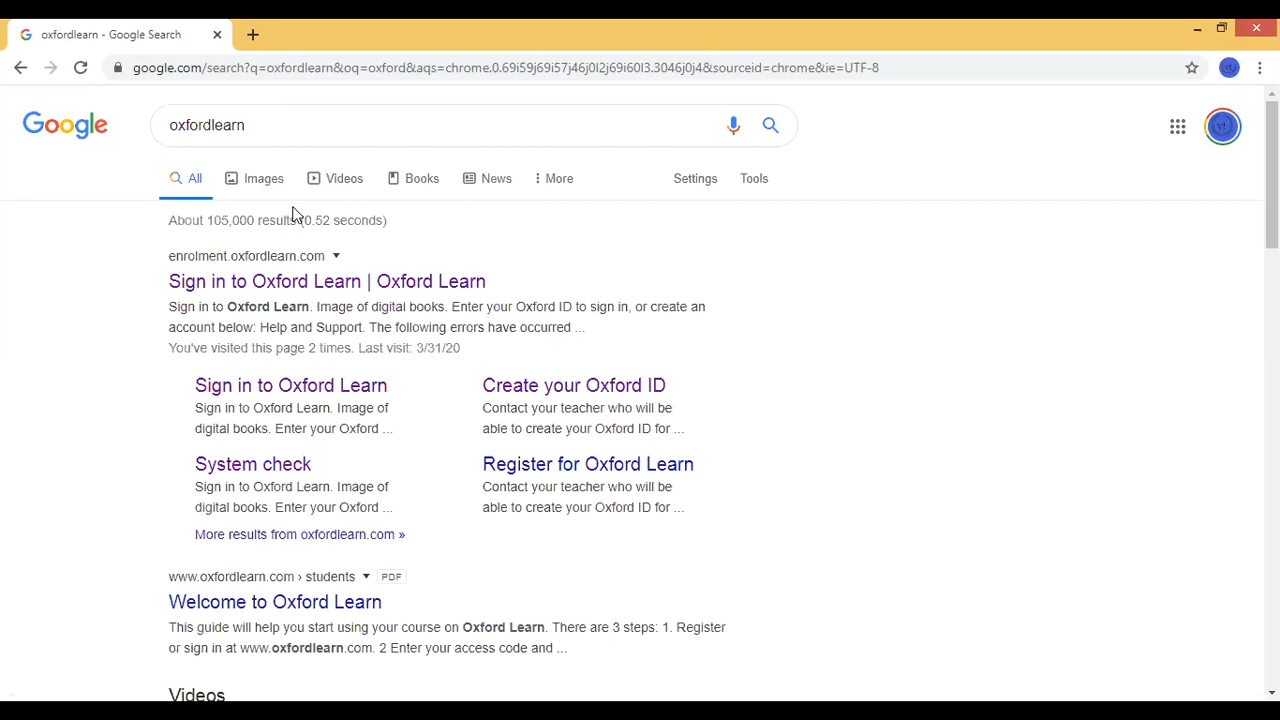 oxfordlearn - Google Search
google.com/search?q=oxfordlearn&oq=oxford&aqs=chrome.0.69i59j69i57j46j0l2j69i60l3.3046j0j4&sourceid=chrome&ie=UTF-8
Google
oxfordlearn
All Images Videos Books News More Settings Tools
About 105,000 results (0.52 seconds)
enrolment.oxfordlearn.com
Sign in to Oxford Learn | Oxford Learn
Sign in to Oxford Learn. Image of digital books. Enter your Oxford ID to sign in, or create an
account below: Help and Support. The following errors have occurred ...
You've visited this page 2 times. Last visit: 3/31/20
Sign in to Oxford Learn
Sign in to Oxford Learn. Image of
digital books. Enter your Oxford ...
Create your Oxford ID
Contact your teacher who will be
able to create your Oxford ID for ...
System check
Sign in to Oxford Learn. Image of
digital books. Enter your Oxford ...
Register for Oxford Learn
Contact your teacher who will be
able to create your Oxford ID for ...
More results from oxfordlearn.com »
www.oxfordlearn.com › students PDF
Welcome to Oxford Learn
This guide will help you start using your course on Oxford Learn. There are 3 steps: 1. Register
or sign in at www.oxfordlearn.com. 2 Enter your access code and ...
Videos